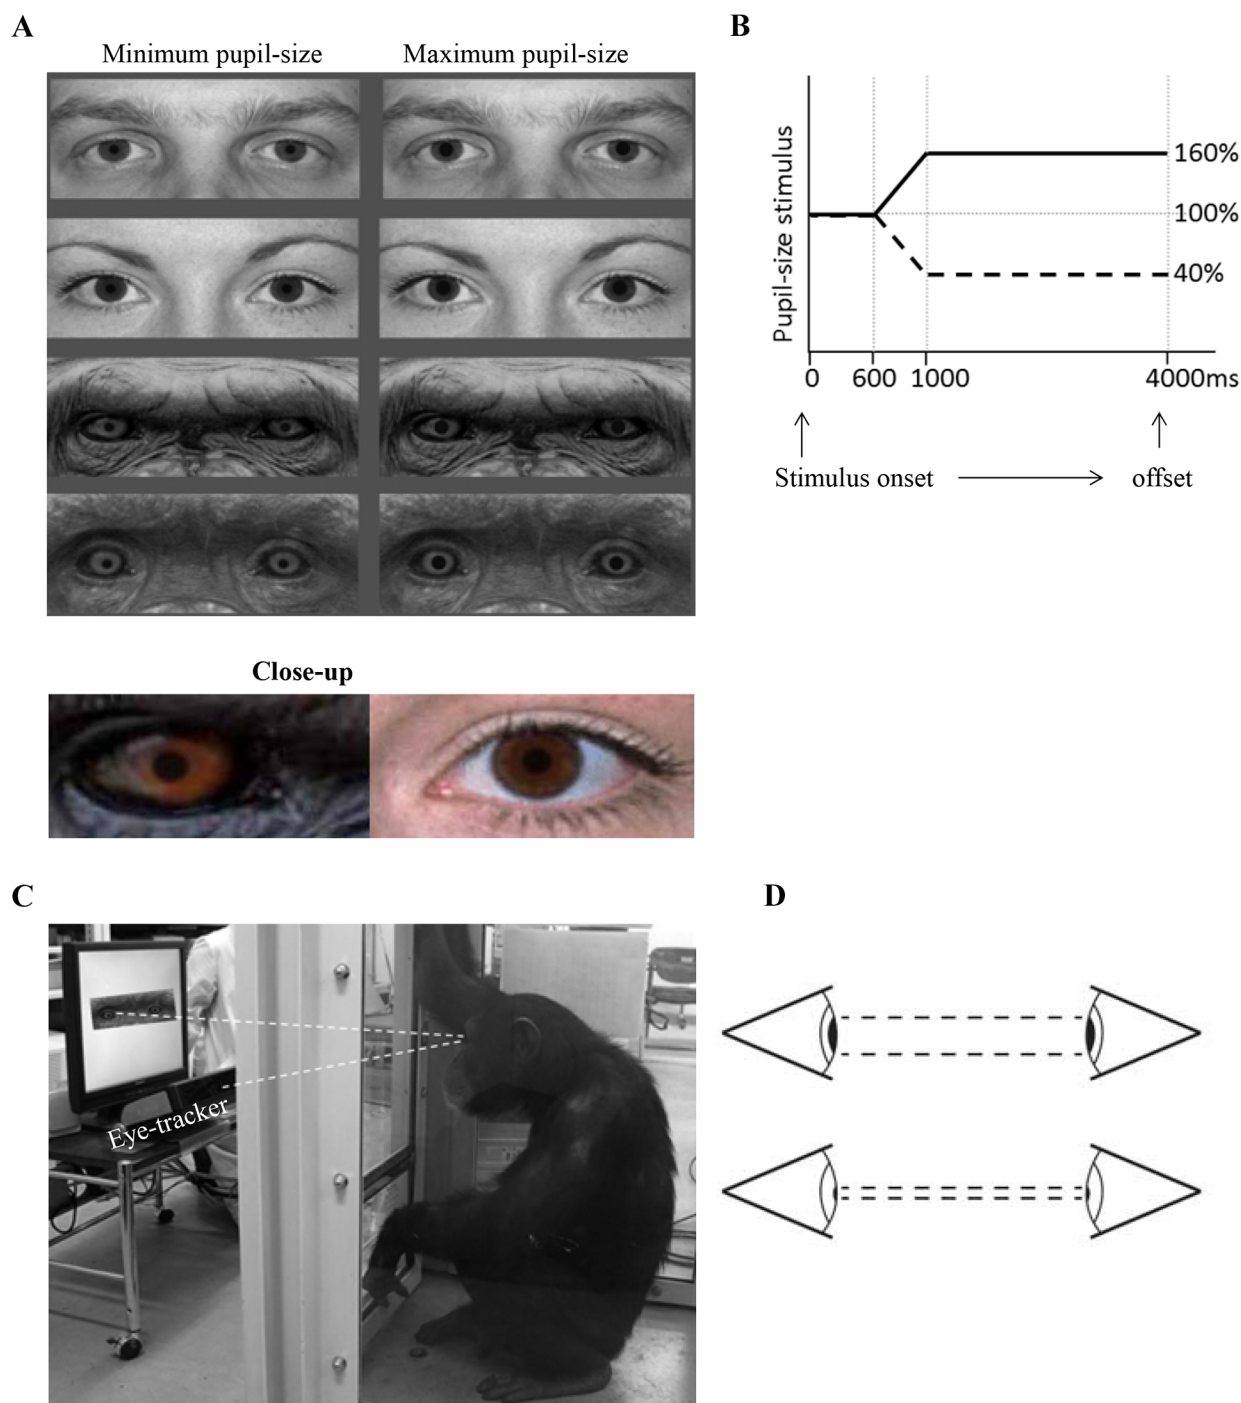 A
Minimum pupil-size
Maximum pupil-size
Close-up
B
Pupil-size stimulus
160%
100%
40%
0
600
1000
4000ms
Stimulus onset
offset
C
Eye-tracker
D